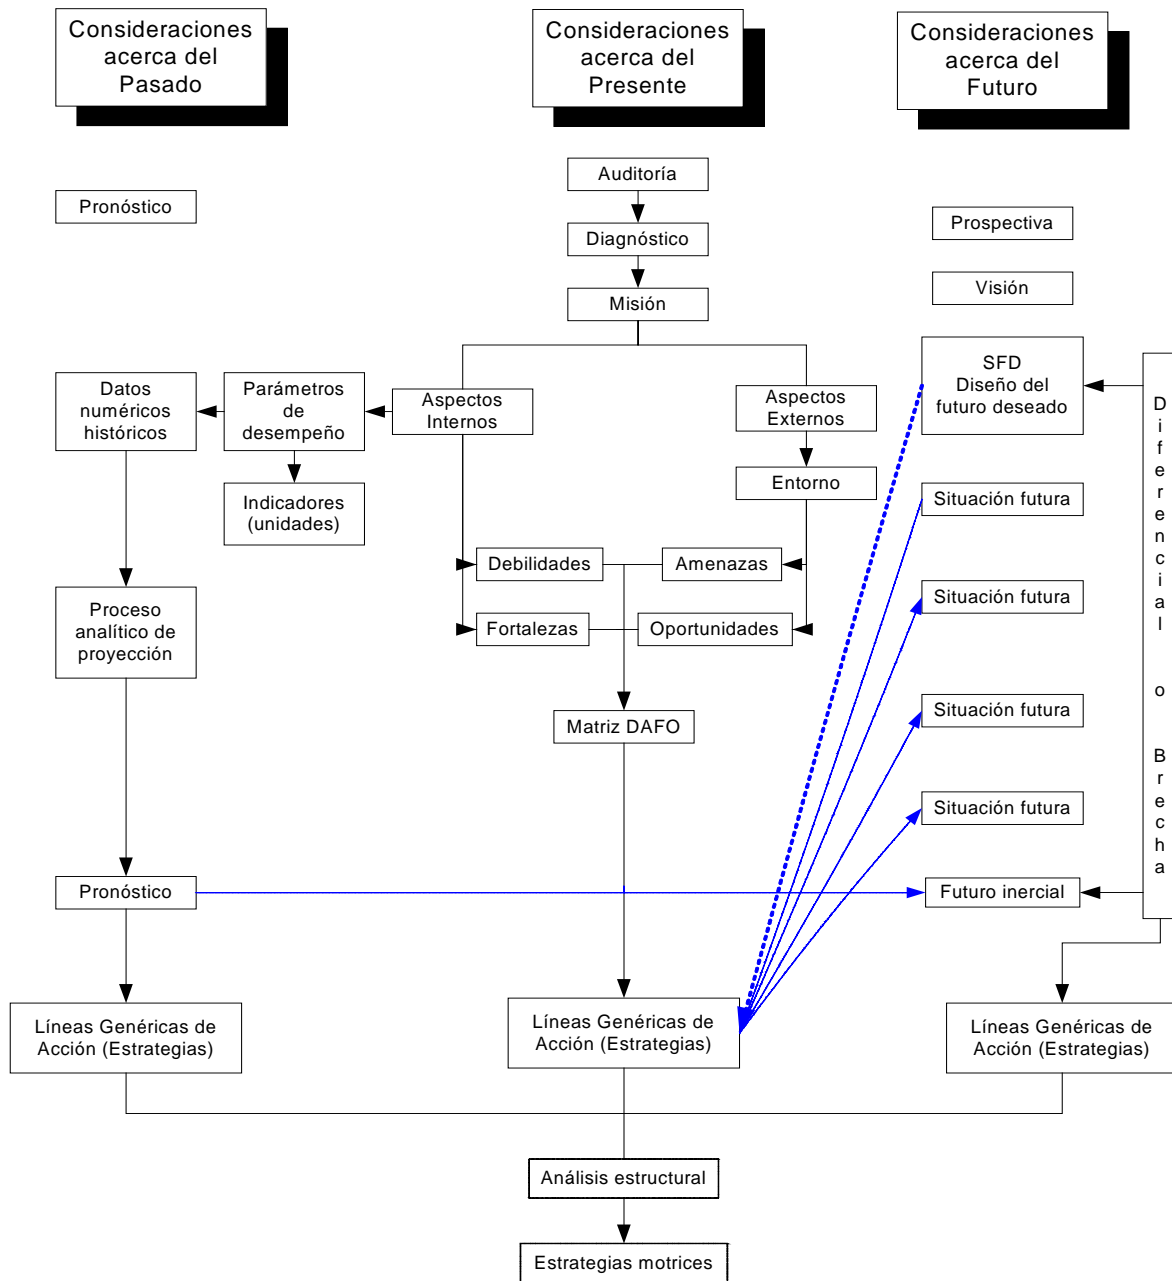 Consideraciones
acerca del
Pasado
Consideraciones
acerca del
Presente
Consideraciones
acerca del
Futuro
Auditoría
Pronóstico
Prospectiva
Diagnóstico
Visión
Misión
SFD
Diseño del
futuro deseado
Datos
numéricos
históricos
Parámetros
de
desempeño
Aspectos
Internos
Aspectos
Externos
Entorno
Indicadores
(unidades)
Situación futura
Debilidades
Amenazas
Situación futura
Fortalezas
Oportunidades
Proceso
analítico de
proyección
Matriz DAFO
Situación futura
Situación futura
Diferencial o Brecha
Pronóstico
Futuro inercial
Líneas Genéricas de
Acción (Estrategias)
Líneas Genéricas de
Acción (Estrategias)
Líneas Genéricas de
Acción (Estrategias)
Análisis estructural
Estrategias motrices